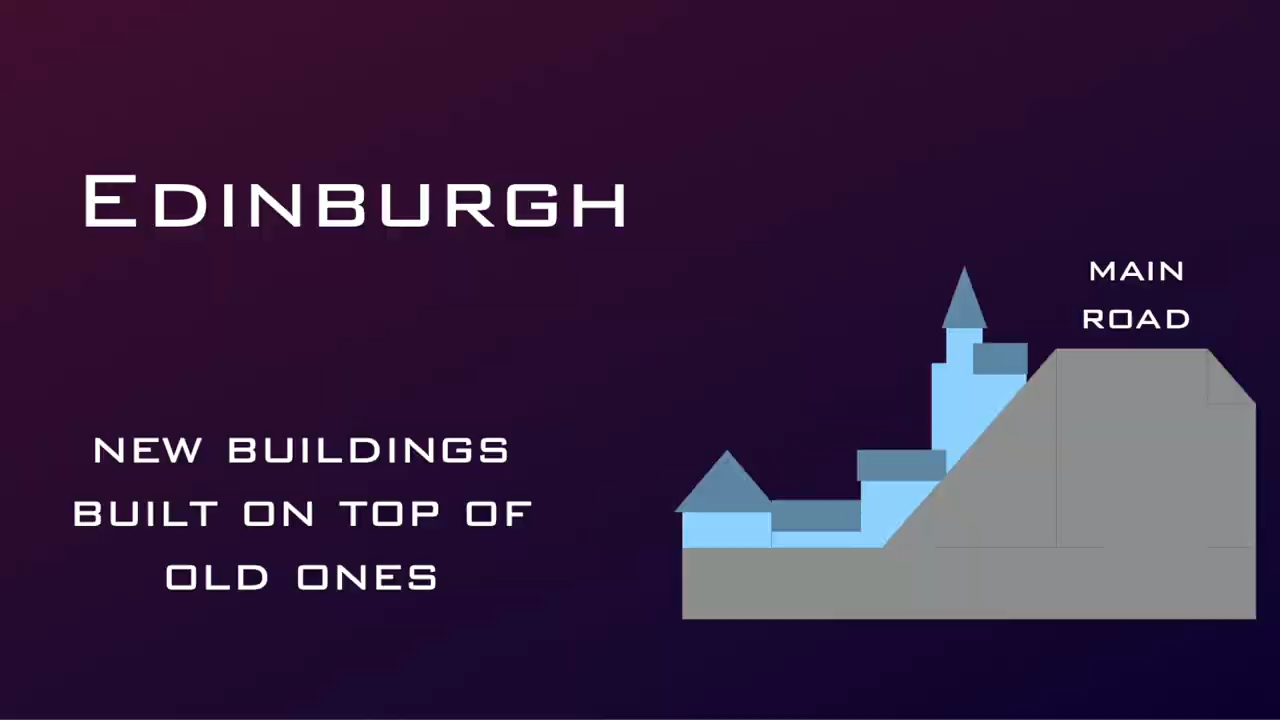 EDINBURGH
MAIN
ROAD
NEW BUILDINGS
BUILT ON TOP OF
OLD ONES